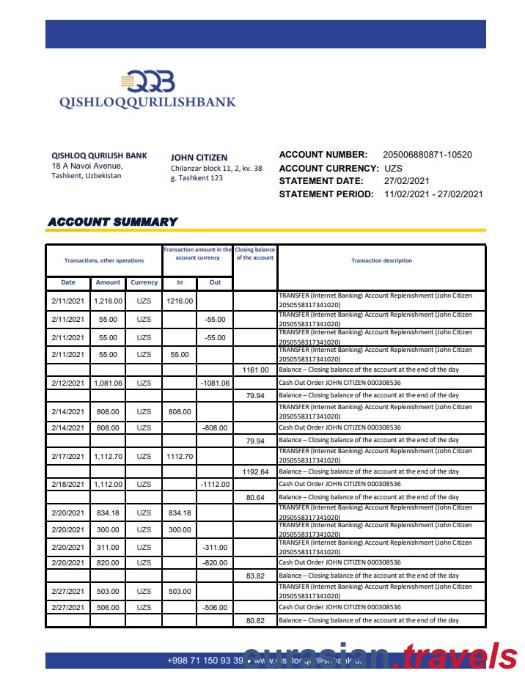 QQB
QISHLOQQURILISHBANK
QISHLOQ QURILISH BANK
18 A Navoi Avenue,
Tashkent, Uzbekistan
JOHN CITIZEN
Chilanzar block 11, 2, kv. 38
g. Tashkent 123
ACCOUNT NUMBER: 205006880871-10520
ACCOUNT CURRENCY: UZS
STATEMENT DATE: 27/02/2021
STATEMENT PERIOD: 11/02/2021 - 27/02/2021
ACCOUNT SUMMARY
Transactions, other operations
Transaction amount in the
account currency
Closing balance
of the account
Transaction description
Date Amount Currency In Out
2/11/2021 1,216.00 UZS 1216.00 TRANSFER (Internet Banking) Account Replenishment (John Citizen
2050558317341020)
2/11/2021 55.00 UZS -55.00 TRANSFER (Internet Banking) Account Replenishment (John Citizen
2050558317341020)
2/11/2021 55.00 UZS -55.00 TRANSFER (Internet Banking) Account Replenishment (John Citizen
2050558317341020)
2/11/2021 55.00 UZS 55.00 TRANSFER (Internet Banking) Account Replenishment (John Citizen
2050558317341020)
1161.00 Balance – Closing balance of the account at the end of the day
2/12/2021 1,081.06 UZS -1081.06 Cash Out Order JOHN CITIZEN 000308536
79.94 Balance – Closing balance of the account at the end of the day
2/14/2021 808.00 UZS 808.00 TRANSFER (Internet Banking) Account Replenishment (John Citizen
2050558317341020)
2/14/2021 808.00 UZS -808.00 Cash Out Order JOHN CITIZEN 000308536
79.94 Balance – Closing balance of the account at the end of the day
2/17/2021 1,112.70 UZS 1112.70 TRANSFER (Internet Banking) Account Replenishment (John Citizen
2050558317341020)
1192.64 Balance – Closing balance of the account at the end of the day
2/18/2021 1,112.00 UZS -1112.00 Cash Out Order JOHN CITIZEN 000308536
80.64 Balance – Closing balance of the account at the end of the day
2/20/2021 834.18 UZS 834.18 TRANSFER (Internet Banking) Account Replenishment (John Citizen
2050558317341020)
2/20/2021 300.00 UZS 300.00 TRANSFER (Internet Banking) Account Replenishment (John Citizen
2050558317341020)
2/20/2021 311.00 UZS -311.00 TRANSFER (Internet Banking) Account Replenishment (John Citizen
2050558317341020)
2/20/2021 820.00 UZS -820.00 Cash Out Order JOHN CITIZEN 000308536
83.82 Balance – Closing balance of the account at the end of the day
2/27/2021 503.00 UZS 503.00 TRANSFER (Internet Banking) Account Replenishment (John Citizen
2050558317341020)
2/27/2021 506.00 UZS -506.00 Cash Out Order JOHN CITIZEN 000308536
80.82 Balance – Closing balance of the account at the end of the day
+998 71 150 93 39 •
eurasian.travels